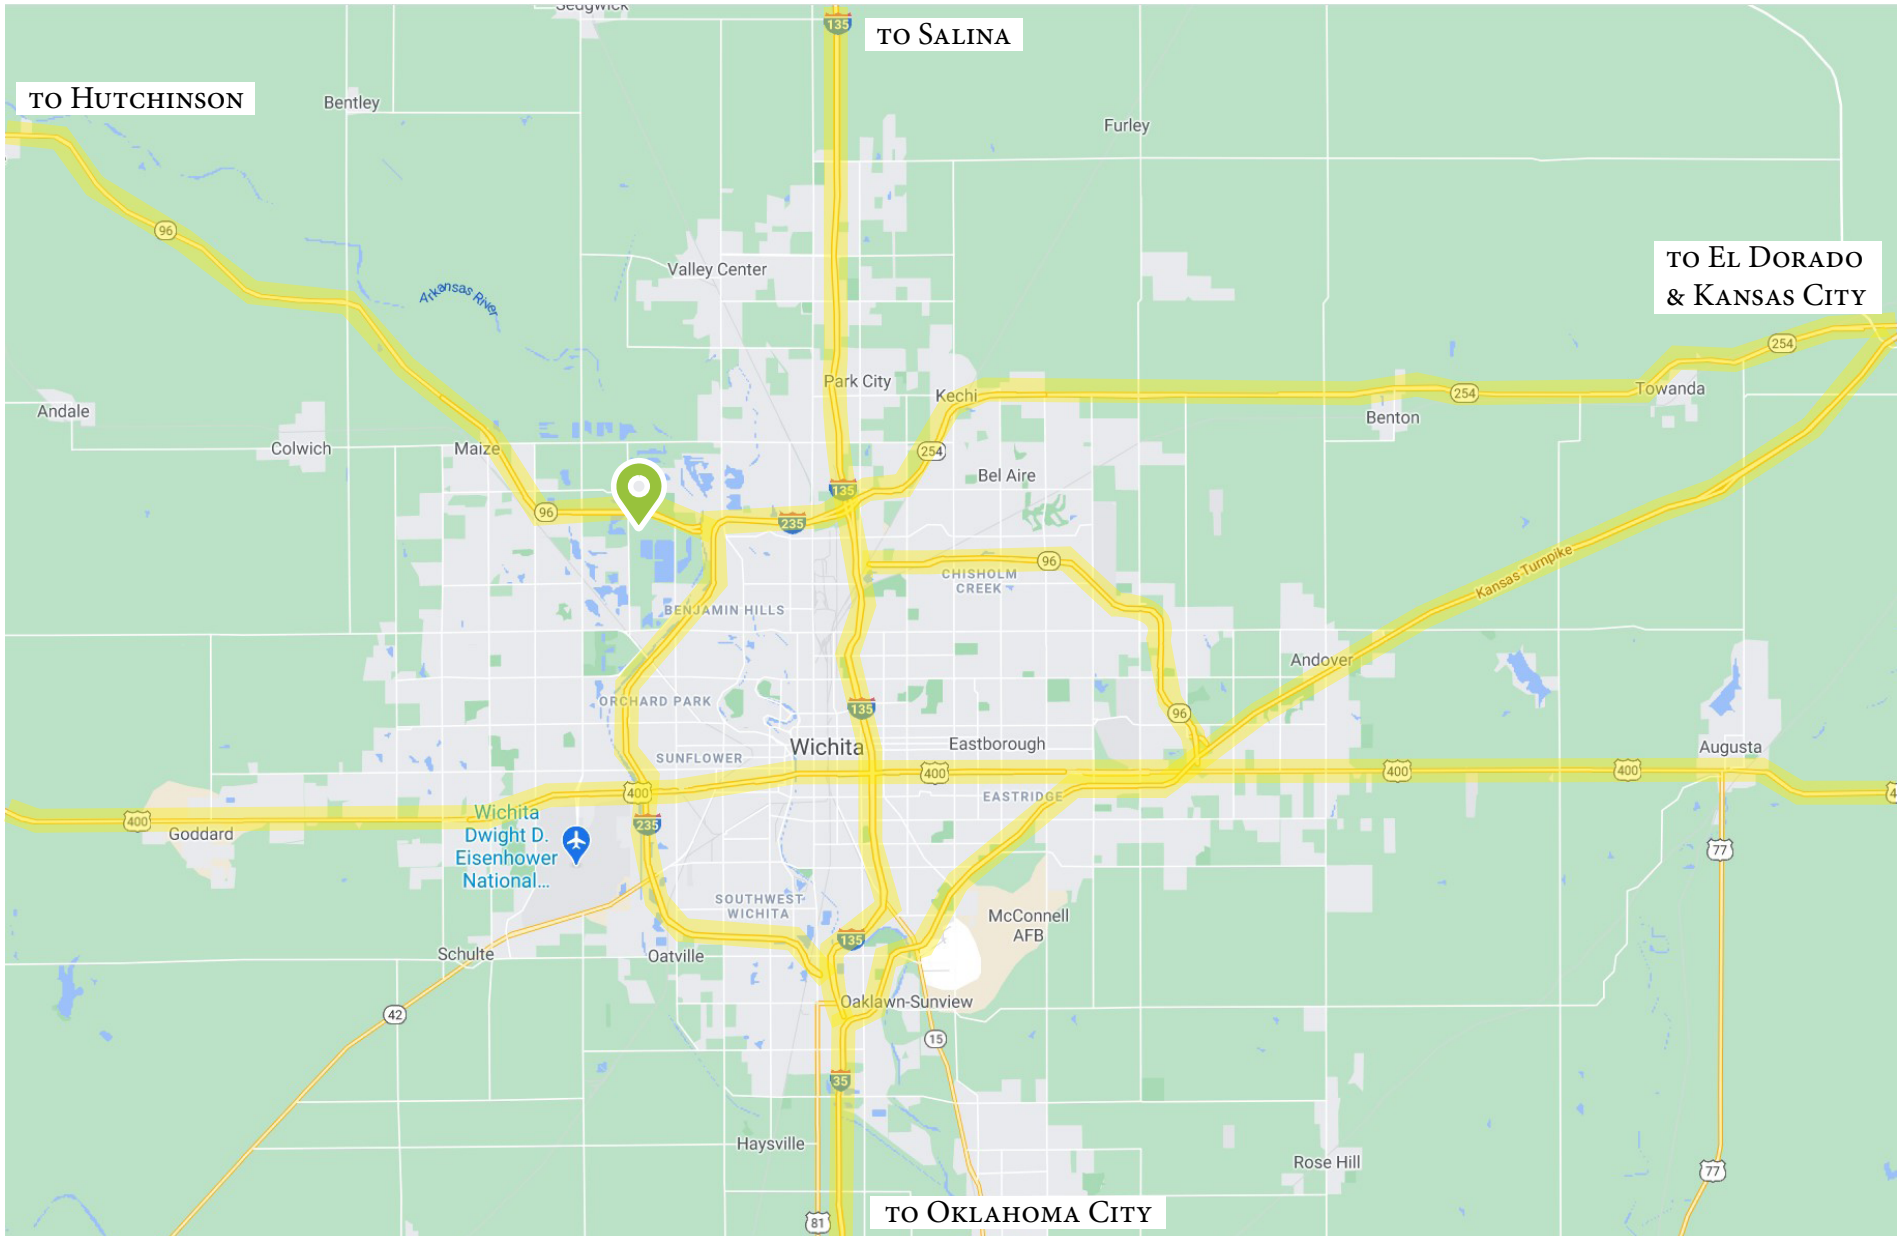 Sedgwick
135
TO SALINA
TO HUTCHINSON
Bentley
Furley
96
TO EL DORADO
& KANSAS CITY
Valley Center
Arkansas River
254
Park City
Kechi
Towanda
254
Benton
Andale
Colwich
Maize
254
Bel Aire
135
96
235
96
Kansas Turnpike
CHISHOLM
CREEK
BENJAMIN HILLS
Andover
ORCHARD PARK
135
96
Wichita
Eastborough
Augusta
SUNFLOWER
400
400
400
400
4
EASTRIDGE
Wichita
Dwight D.
Eisenhower
National...
400
Goddard
235
77
SOUTHWEST
WICHITA
McConnell
AFB
135
Schulte
Oatville
Oaklawn-Sunview
42
15
35
Haysville
Rose Hill
77
TO OKLAHOMA CITY
81